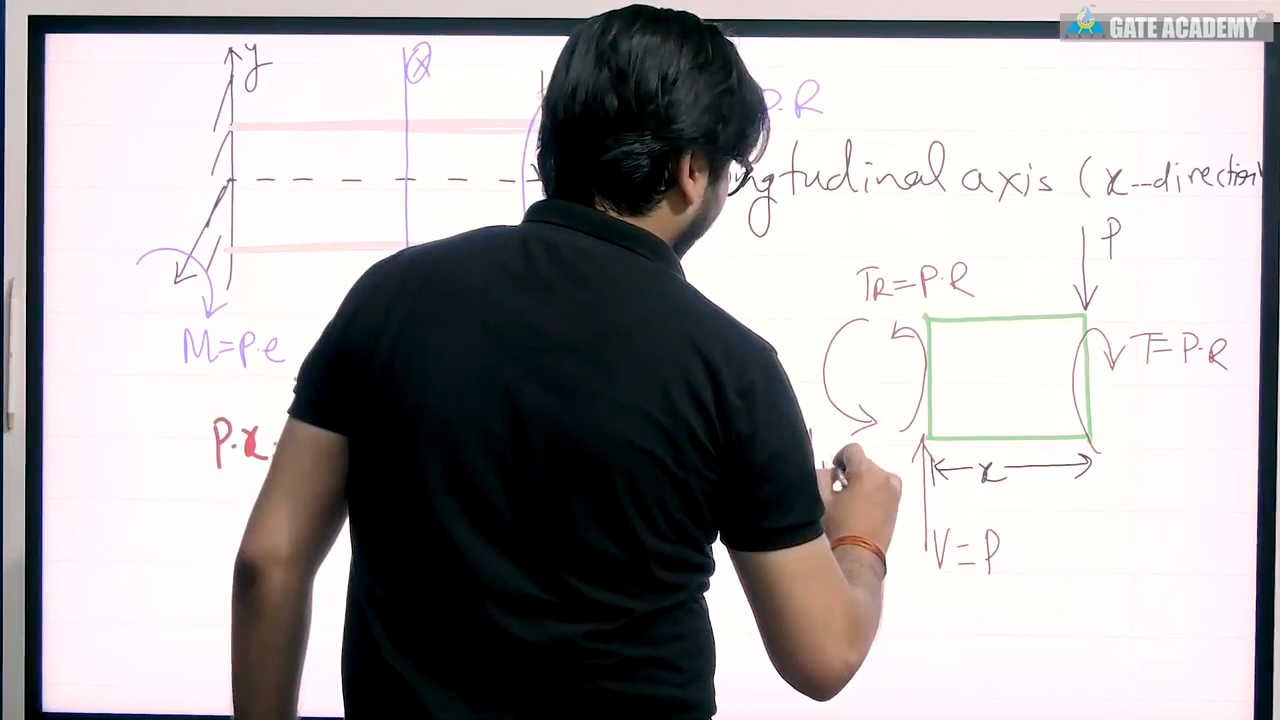 GATE ACADEMY
y
x
P.R
ngtudinal axis (x-direction
P
TR=P.R
T=P.R
M=P.e
P.x
x
V=P